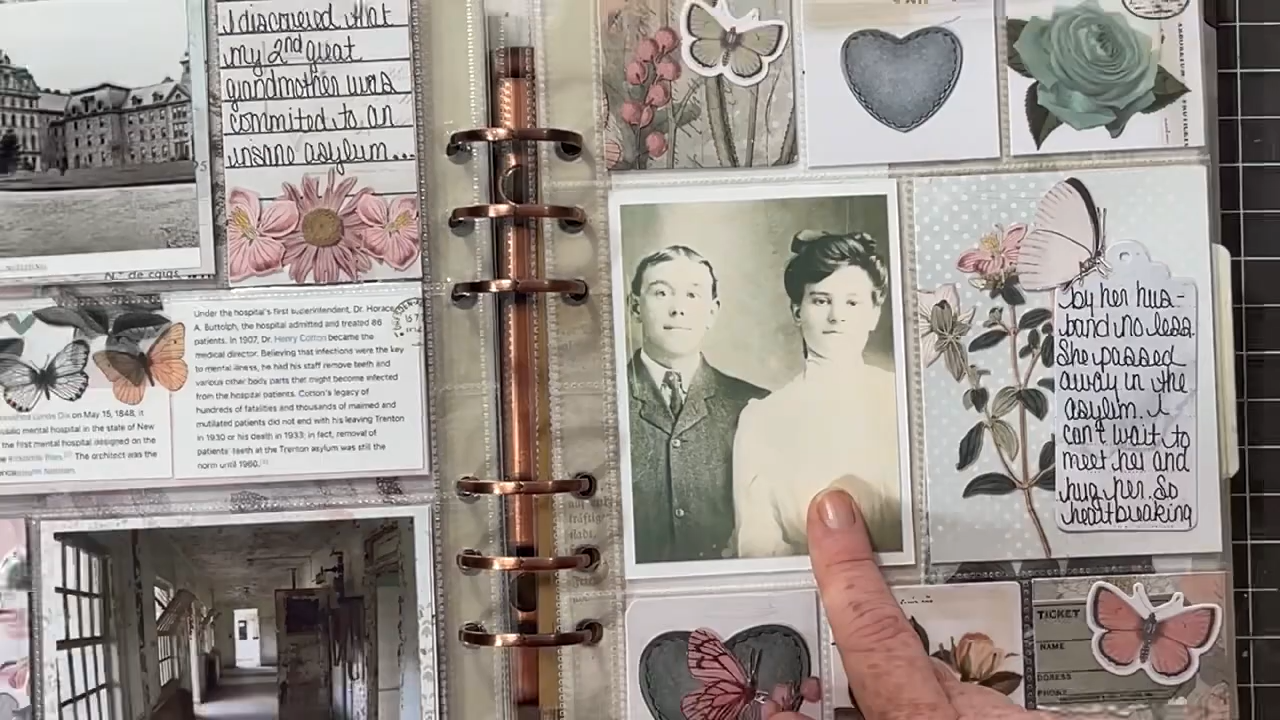 I discovered that
my 2nd great
grandmother was
commited to an
insane asylum...
N.° de caigs
Under the hospital's first superintendent, Dr. Horace
A. Buttolph, the hospital admitted and treated 86
patients. In 1907, Dr. Henry Cotton became the
medical director. Believing that infections were the key
to mental illness, he had his staff remove teeth and
various other body parts that might become infected
from the hospital patients. Cotton's legacy of
hundreds of fatalities and thousands of maimed and
mutilated patients did not end with his leaving Trenton
in 1930 or his death in 1933; in fact, removal of
patients' teeth at the Trenton asylum was still the
norm until 1960.
Dix on May 15, 1848, it
mental hospital in the state of New
the first mental hospital designed on the
The architect was the
by her hus-
band no less.
She passed
away in the
asylum. I
can't wait to
meet her and
hug her. So
heartbreaking
TICKET
NAME
PHONE